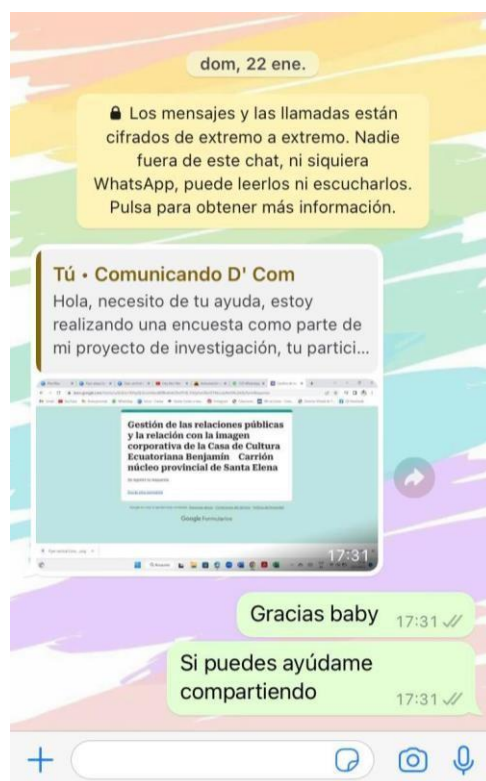 dom, 22 ene.
Los mensajes y las llamadas están
cifrados de extremo a extremo. Nadie
fuera de este chat, ni siquiera
WhatsApp, puede leerlos ni escucharlos.
Pulsa para obtener más información.
Tú • Comunicando D' Com
Hola, necesito de tu ayuda, estoy
realizando una encuesta como parte de
mi proyecto de investigación, tu partici...
Gestión de las relaciones públicas
y la relación con la imagen
corporativa de la Casa de Cultura
Ecuatoriana Benjamín Carrión
núcleo provincial de Santa Elena
Google Formularios
17:31
Gracias baby 17:31
Si puedes ayúdame
compartiendo 17:31